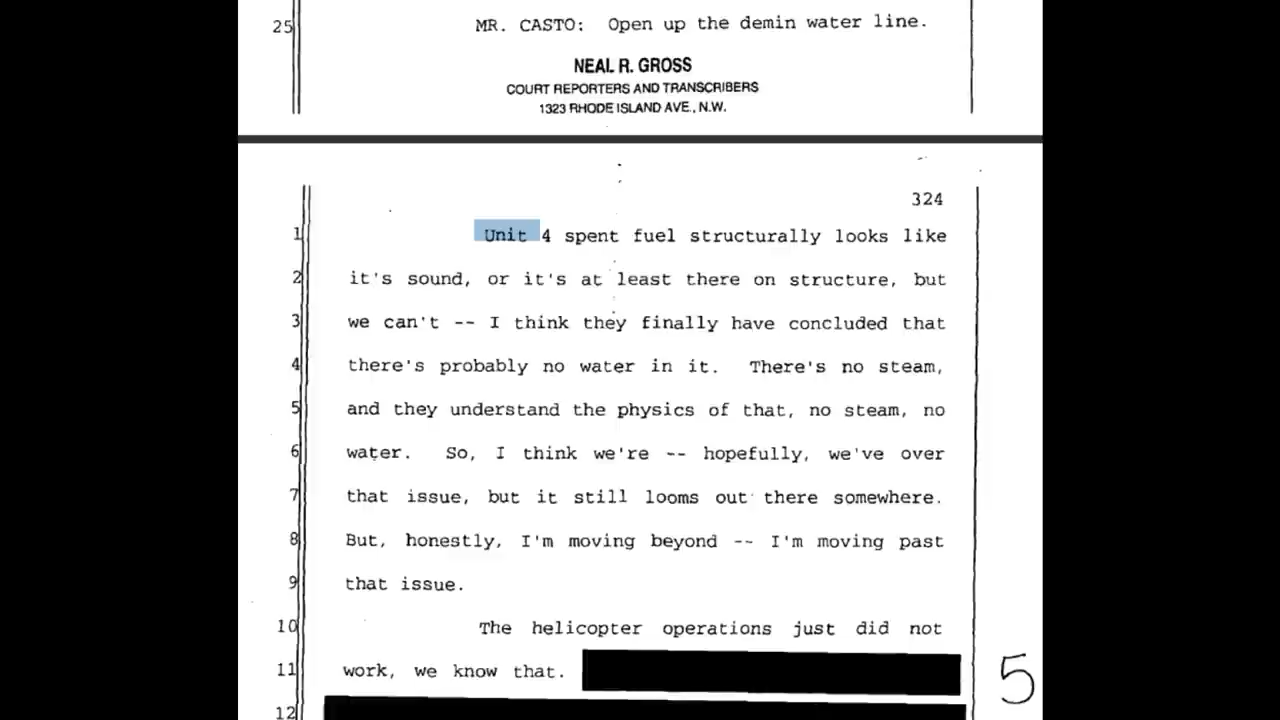 25 MR. CASTO: Open up the demin water line.
NEAL R. GROSS
COURT REPORTERS AND TRANSCRIBERS
1323 RHODE ISLAND AVE., N.W.
324
1 Unit 4 spent fuel structurally looks like
2 it's sound, or it's at least there on structure, but
3 we can't -- I think they finally have concluded that
4 there's probably no water in it. There's no steam,
5 and they understand the physics of that, no steam, no
6 water. So, I think we're -- hopefully, we've over
7 that issue, but it still looms out there somewhere.
8 But, honestly, I'm moving beyond -- I'm moving past
9 that issue.
10 The helicopter operations just did not
11 work, we know that.
5
12